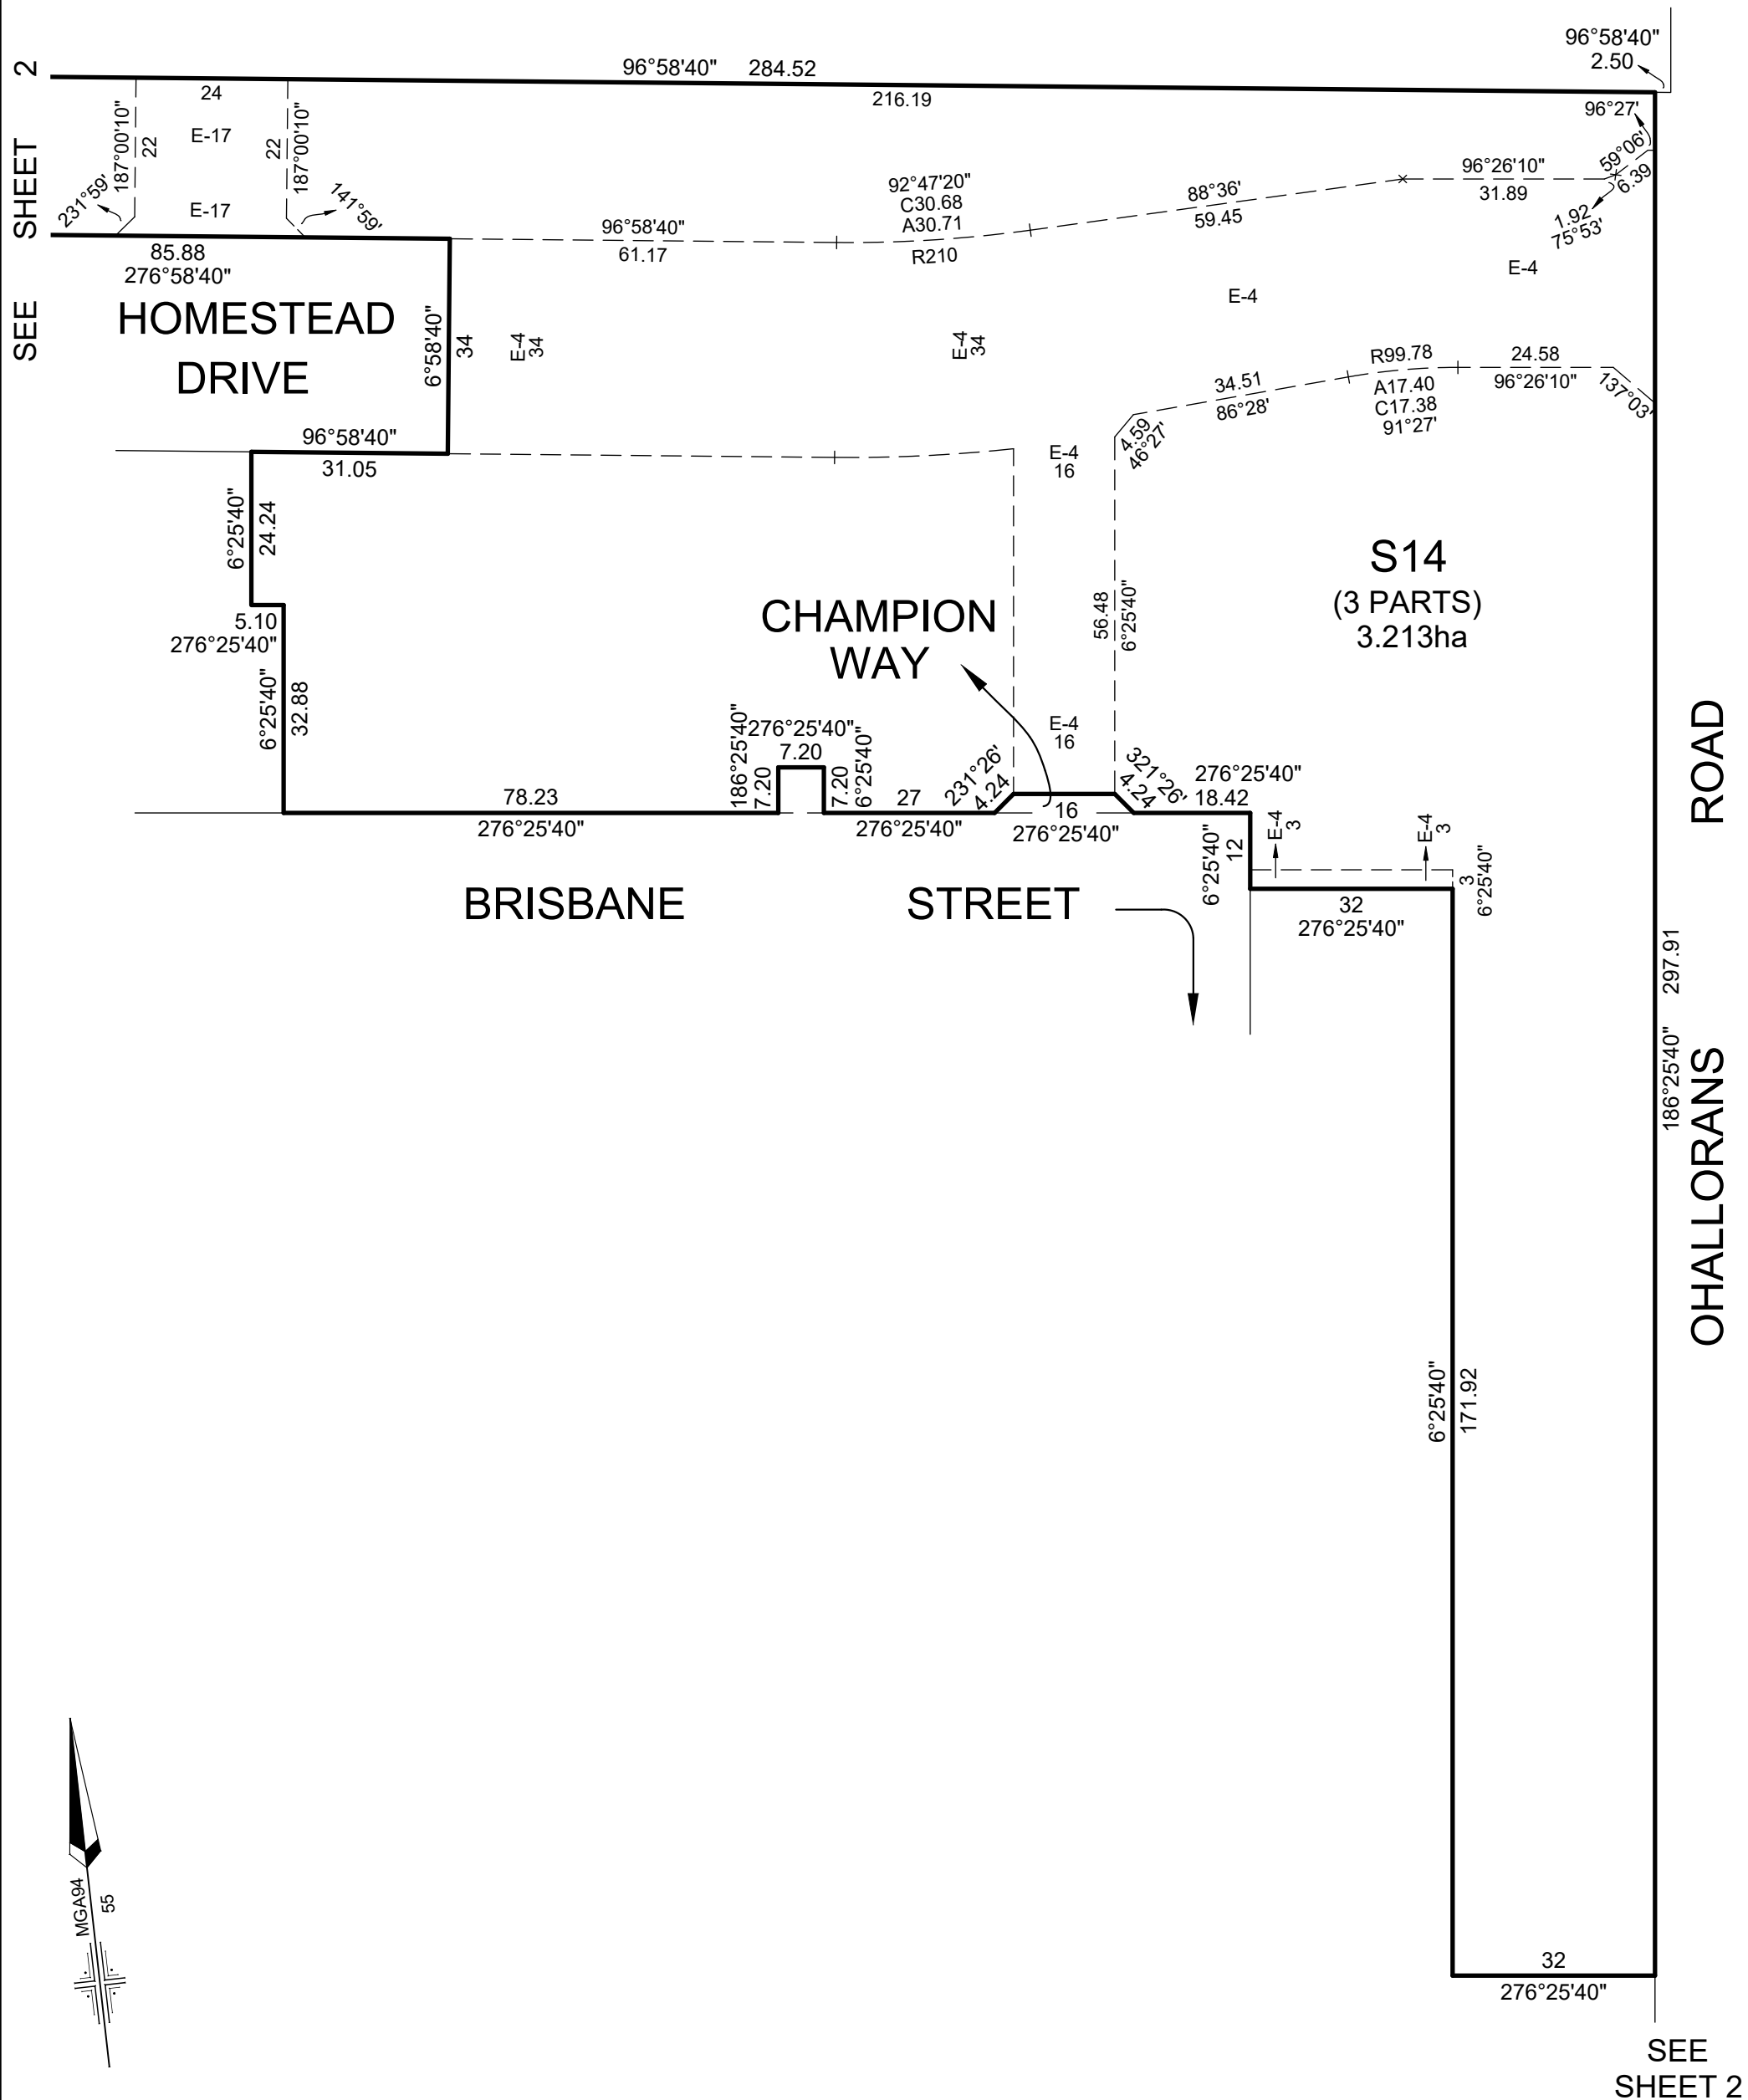 96°58'40"
2.50
SEE SHEET 2
96°58'40" 284.52
24
216.19
96°27'
187°00'10"
22
E-17
22
187°00'10"
59°06'
6.39
96°26'10"
31.89
92°47'20"
C30.68
A30.71
88°36'
59.45
231°59'
E-17
141°59'
1.92
75°53'
96°58'40"
61.17
R210
85.88
276°58'40"
E-4
E-4
HOMESTEAD
DRIVE
6°58'40"
34
E-4
34
E-4
34
R99.78
24.58
34.51
86°28'
A17.40
C17.38
91°27'
96°26'10"
137°03'
96°58'40"
31.05
4.59
46°27'
E-4
16
6°25'40"
24.24
S14
(3 PARTS)
3.213ha
CHAMPION
WAY
56.48
6°25'40"
5.10
276°25'40"
6°25'40"
32.88
186°25'40"
7.20
276°25'40"
7.20
7.20
6°25'40"
E-4
16
231°26'
4.24
321°26'
4.24
276°25'40"
18.42
78.23
276°25'40"
27
276°25'40"
16
276°25'40"
6°25'40"
12
E-4
3
E-4
3
3
6°25'40"
BRISBANE STREET
32
276°25'40"
186°25'40" 297.91
OHALLORANS ROAD
6°25'40"
171.92
MGA94
55
32
276°25'40"
SEE
SHEET 2